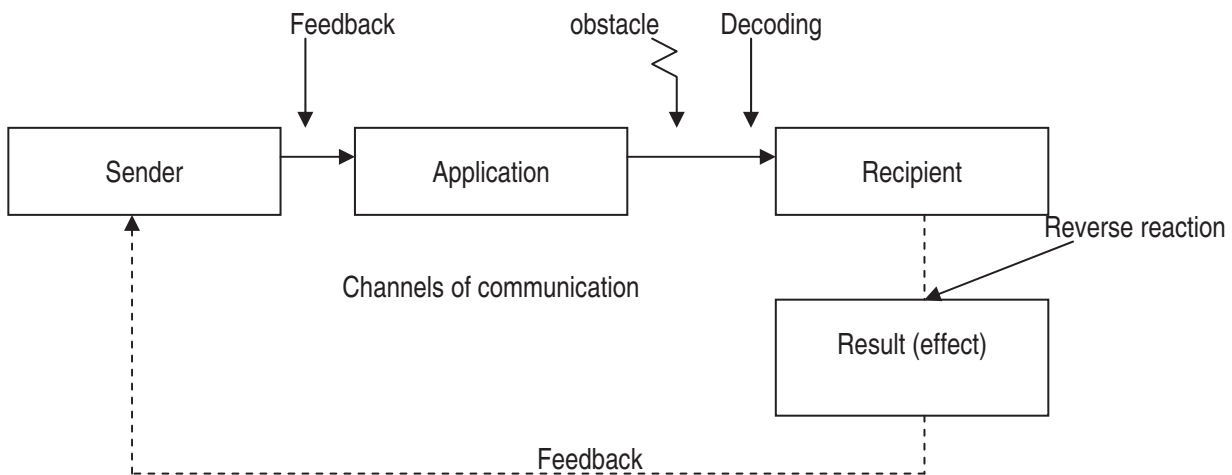 Feedback
obstacle
Decoding
Sender
Application
Recipient
Reverse reaction
Channels of communication
Result (effect)
Feedback